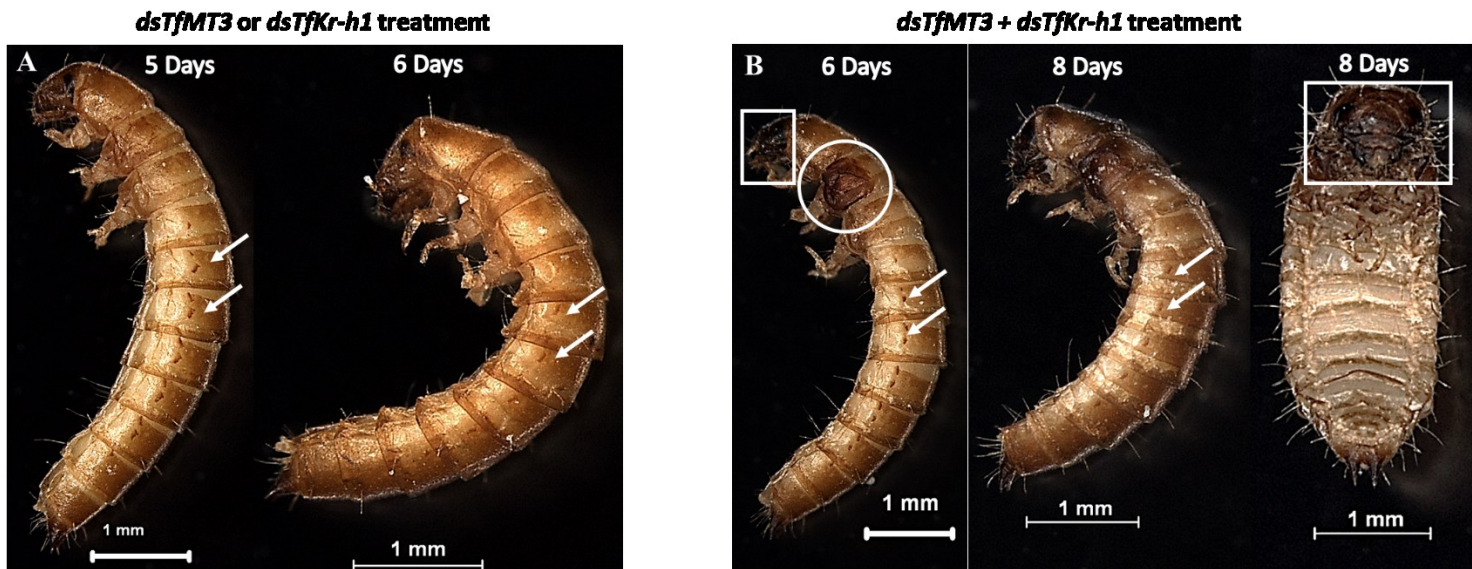 dsTfMT3 or dsTfKr-h1 treatment
dsTfMT3 + dsTfKr-h1 treatment
A
5 Days
6 Days
1 mm
1 mm
B
6 Days
8 Days
8 Days
1 mm
1 mm
1 mm